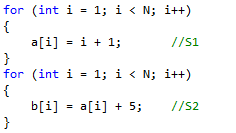 for (int i = 1; i < N; i++)
{
    a[i] = i + 1;       //S1
}
for (int i = 1; i < N; i++)
{
    b[i] = a[i] + 5;    //S2
}